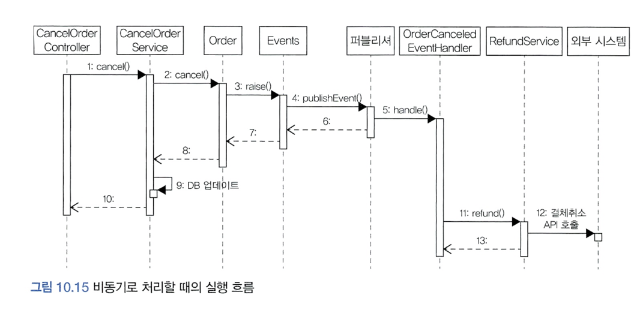 CancelOrder
Controller
CancelOrder
Service
Order
Events
퍼블리셔
OrderCanceled
EventHandler
RefundService
외부 시스템
1: cancel()
2: cancel()
3: raise()
4: publishEvent()
5: handle()
6:
7:
8:
9: DB 업데이트
10:
11: refund()
12: 결체취소
API 호출
13:
그림 10.15 비동기로 처리할 때의 실행 흐름